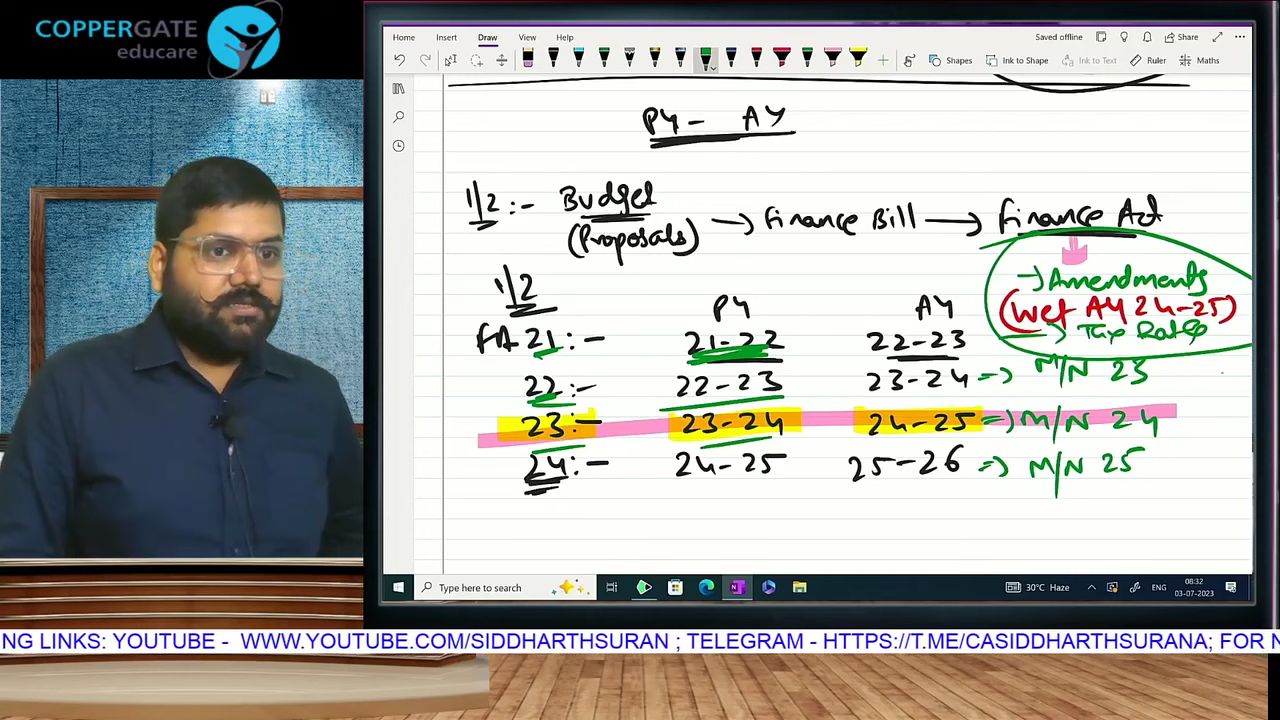 COPPERGATE
educare
Home Insert Draw View Help
Saved offline
Share
Shapes
Ink to Shape
Ink to Text
Ruler
Maths
PY - AY
1/2 :- Budget → Finance Bill → Finance Act
(Proposals)
→ Amendments
(wef AY 24-25)
→ Tax Rates
1/2
PY AY
FA 21:- 21-22 22-23
22:- 22-23 23-24 => M/N 23
23:- 23-24 24-25 => M/N 24
24:- 24-25 25-26 => M/N 25
Type here to search
30°C Haze
ENG
08:32
03-07-2023
NG LINKS: YOUTUBE - WWW.YOUTUBE.COM/SIDDHARTHSURAN ; TELEGRAM - HTTPS://T.ME/CASIDDHARTHSURANA; FOR N